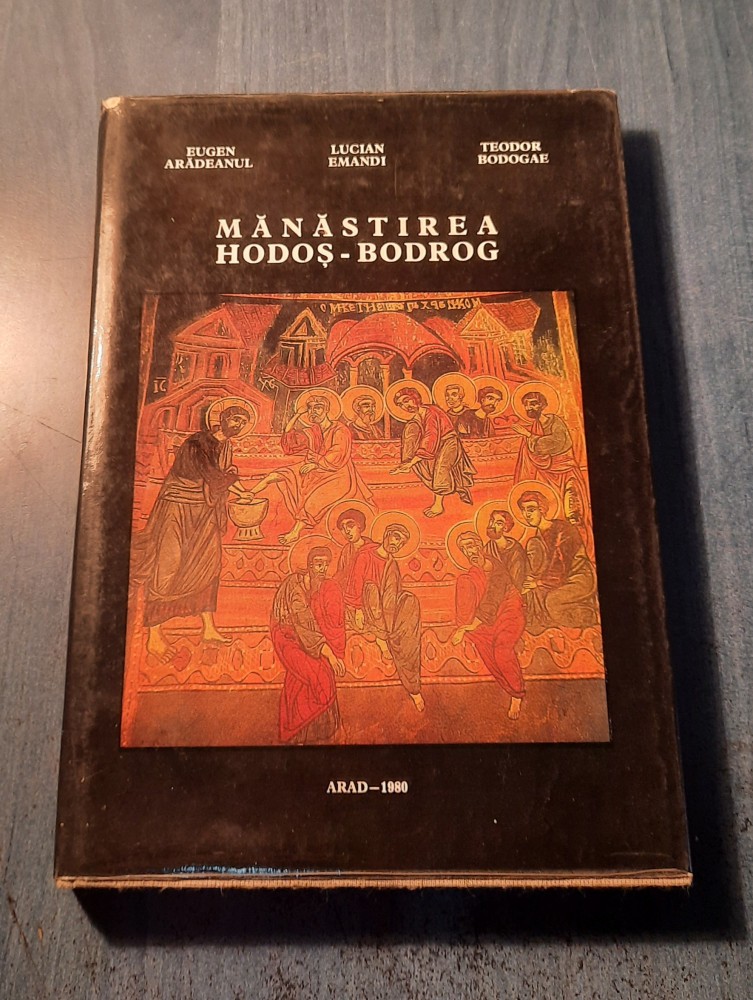 EUGEN
ARĂDEANUL
LUCIAN
EMANDI
TEODOR
BODOGAE
MĂNĂSTIREA
HODOȘ-BODROG
ARAD—1980